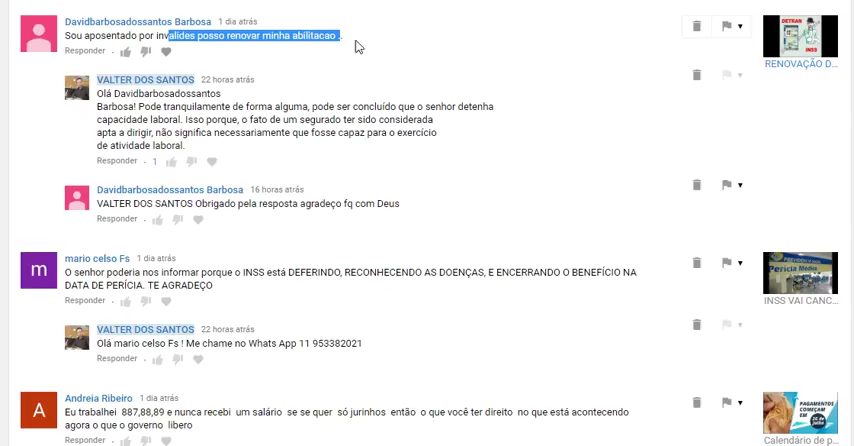 Davidbarbosadossantos Barbosa 1 dia atrás
Sou aposentado por invalides posso renovar minha abilitacao .
Responder
DETRAN
INSS
RENOVAÇÃO D...
VALTER DOS SANTOS 22 horas atrás
Olá Davidbarbosadossantos
Barbosa! Pode tranquilamente de forma alguma, pode ser concluído que o senhor detenha
capacidade laboral. Isso porque, o fato de um segurado ter sido considerada
apta a dirigir, não significa necessariamente que fosse capaz para o exercício
de atividade laboral.
Responder 1
Davidbarbosadossantos Barbosa 16 horas atrás
VALTER DOS SANTOS Obrigado pela resposta agradeço fq com Deus
Responder
m
mario celso Fs 1 dia atrás
O senhor poderia nos informar porque o INSS está DEFERINDO, RECONHECENDO AS DOENÇAS, E ENCERRANDO O BENEFÍCIO NA
DATA DE PERÍCIA. TE AGRADEÇO
Responder
Perícia Médica
INSS VAI CANC...
VALTER DOS SANTOS 22 horas atrás
Olá mario celso Fs ! Me chame no Whats App 11 953382021
Responder
A
Andreia Ribeiro 1 dia atrás
Eu trabalhei 887,88,89 e nunca recebi um salário se se quer só jurinhos então o que você ter direito no que está acontecendo
agora o que o governo libero
Responder
PAGAMENTOS
COMEÇAM
EM 26 de
julho
Calendário de p...